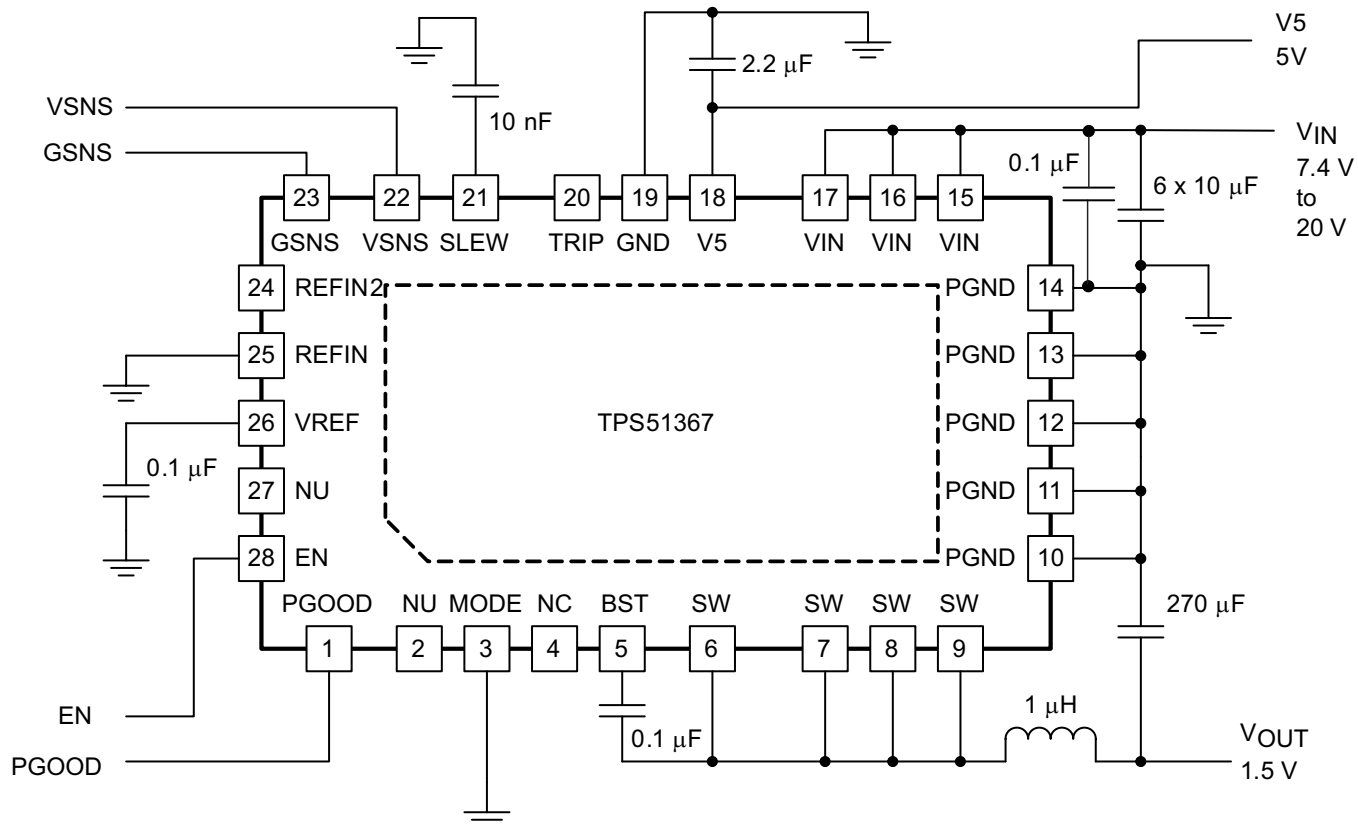 V5
5V
2.2 μF
VSNS
10 nF
GSNS
VIN
7.4 V
to
20 V
0.1 μF
6 x 10 μF
23 22 21 20 19 18 17 16 15
GSNS VSNS SLEW TRIP GND V5 VIN VIN VIN
24 REFIN2 PGND 14
25 REFIN PGND 13
26 VREF TPS51367 PGND 12
0.1 μF
27 NU PGND 11
28 EN PGND 10
PGOOD NU MODE NC BST SW SW SW SW
270 μF
1 2 3 4 5 6 7 8 9
EN
1 μH
0.1 μF
PGOOD
VOUT
1.5 V